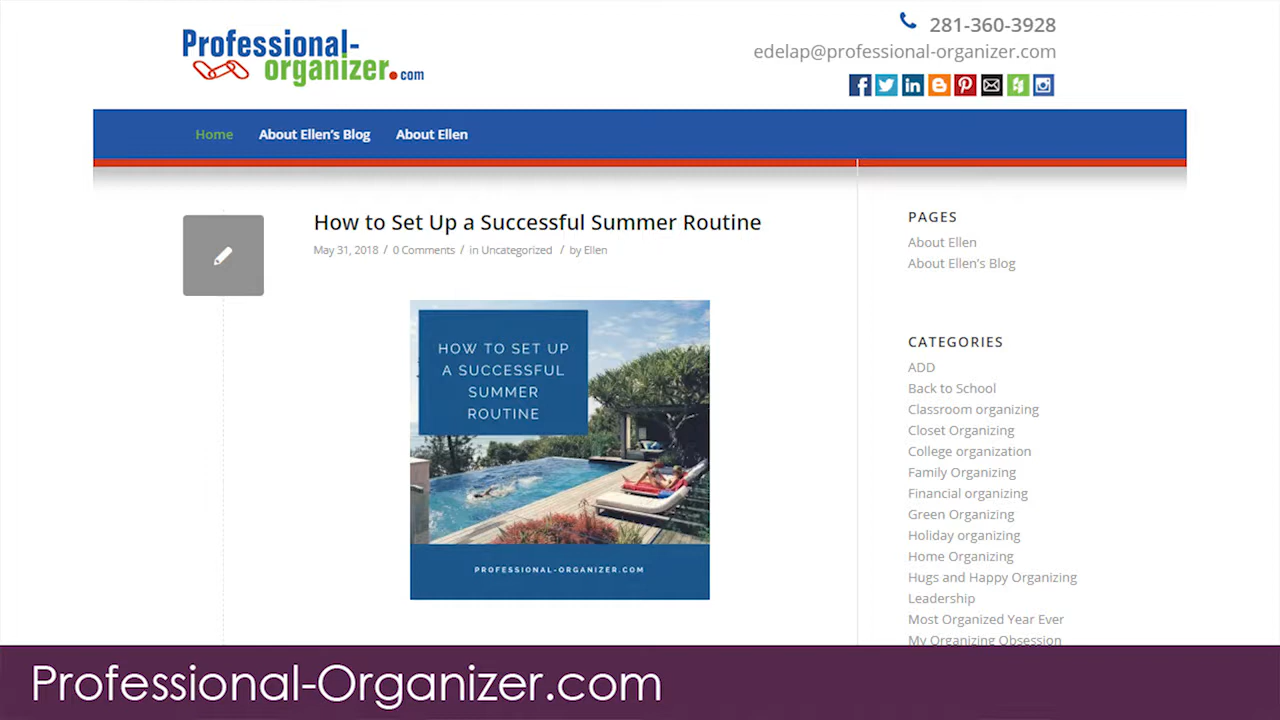 Professional-
organizer.com
281-360-3928
edelap@professional-organizer.com
Home About Ellen's Blog About Ellen
How to Set Up a Successful Summer Routine
May 31, 2018 / 0 Comments / in Uncategorized / by Ellen
HOW TO SET UP
A SUCCESSFUL
SUMMER
ROUTINE
PROFESSIONAL-ORGANIZER.COM
PAGES
About Ellen
About Ellen's Blog
CATEGORIES
ADD
Back to School
Classroom organizing
Closet Organizing
College organization
Family Organizing
Financial organizing
Green Organizing
Holiday organizing
Home Organizing
Hugs and Happy Organizing
Leadership
Most Organized Year Ever
My Organizing Obsession
Professional-Organizer.com